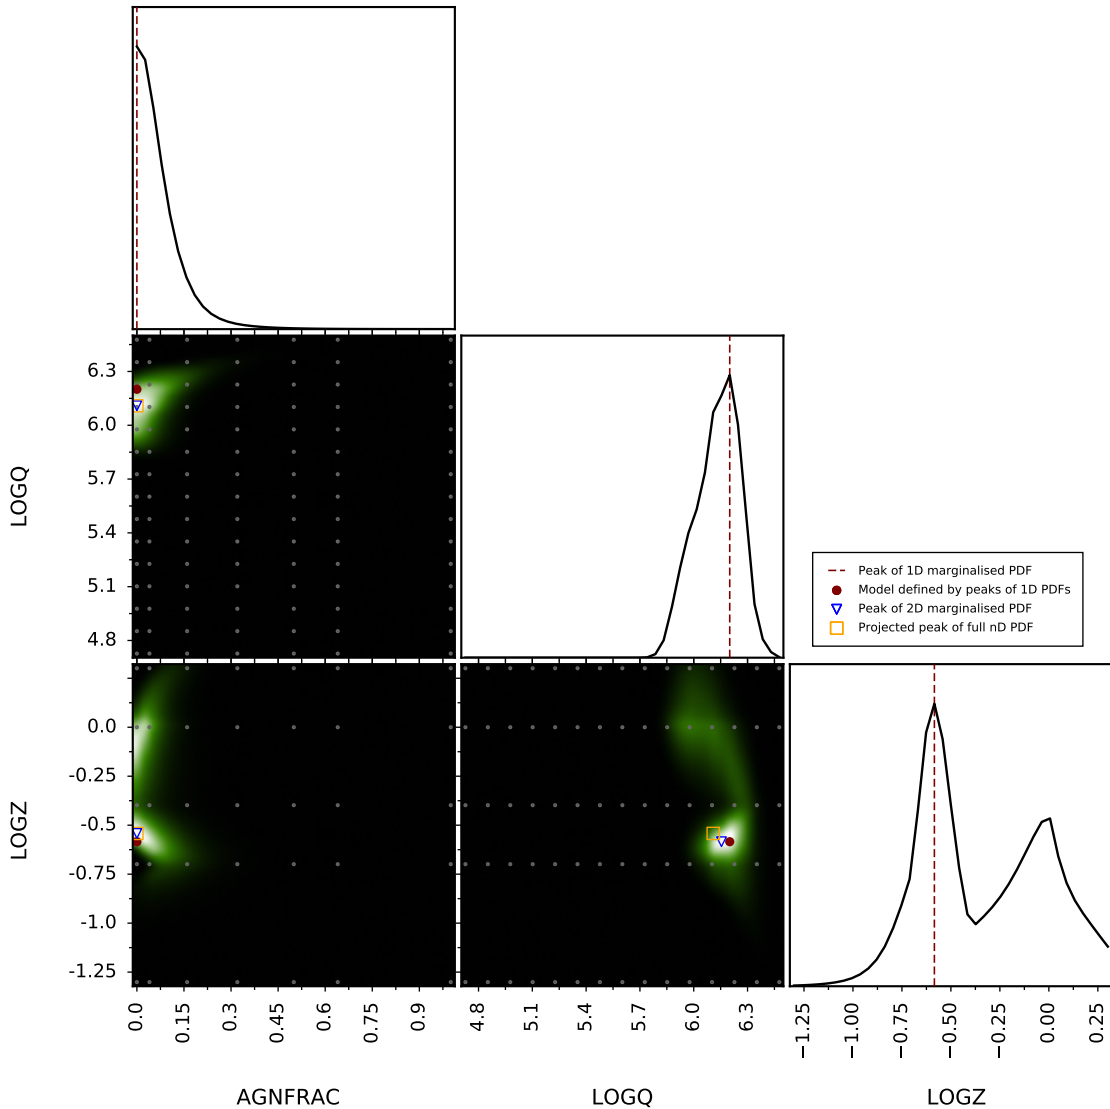 6.3
6.0
5.7
5.4
5.1
4.8
LOGQ
Peak of 1D marginalised PDF
Model defined by peaks of 1D PDFs
Peak of 2D marginalised PDF
Projected peak of full nD PDF
0.0
-0.25
-0.5
-0.75
-1.0
-1.25
LOGZ
0.0 0.15 0.3 0.45 0.6 0.75 0.9
4.8 5.1 5.4 5.7 6.0 6.3
−1.25 −1.00 −0.75 −0.50 −0.25 0.00 0.25
AGNFRAC LOGQ LOGZ